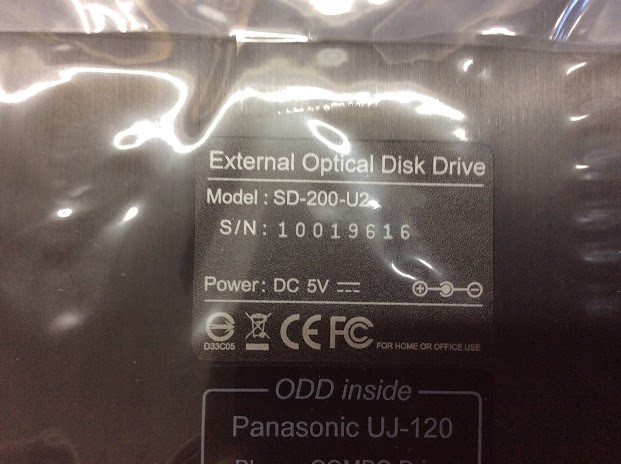 External Optical Disk Drive
Model : SD-200-U2
S/N : 10019616
Power : DC 5V
D33C05
CE FC
FOR HOME OR OFFICE USE
ODD inside
Panasonic UJ-120